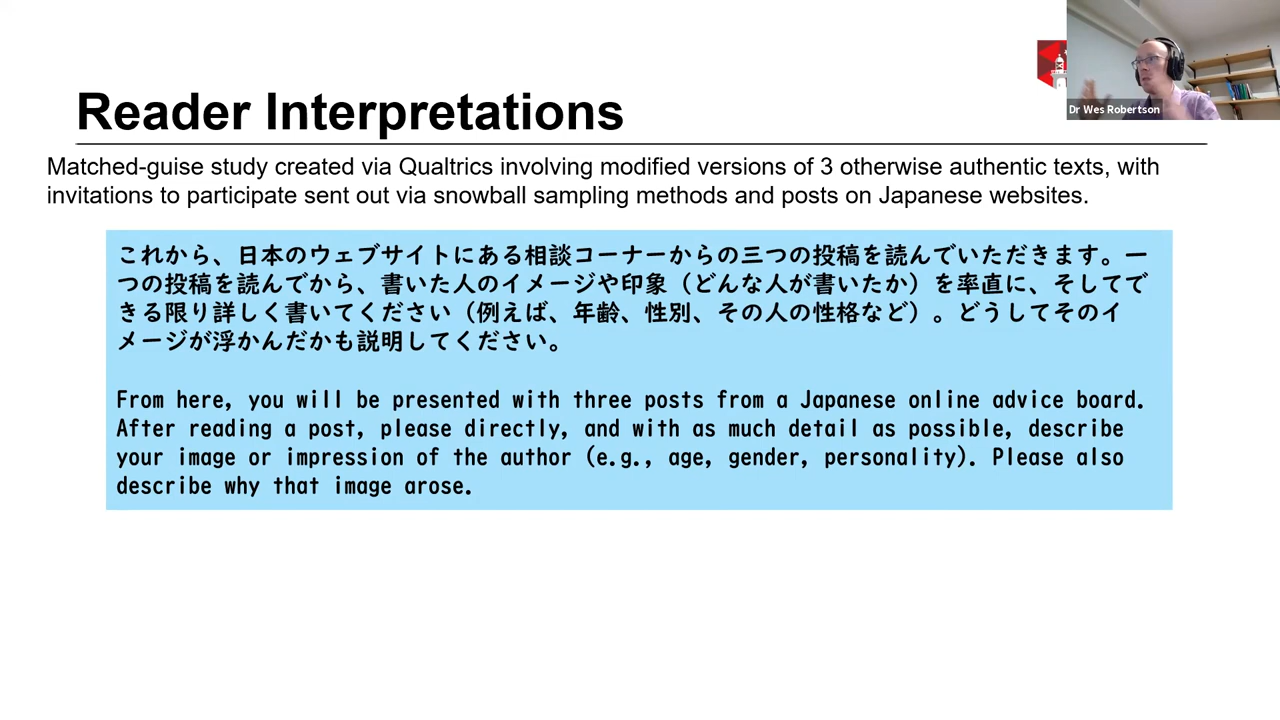 Reader Interpretations
Dr Wes Robertson
Matched-guise study created via Qualtrics involving modified versions of 3 otherwise authentic texts, with
invitations to participate sent out via snowball sampling methods and posts on Japanese websites.
これから、日本のウェブサイトにある相談コーナーからの三つの投稿を読んでいただきます。一
つの投稿を読んでから、書いた人のイメージや印象（どんな人が書いたか）を率直に、そしてで
きる限り詳しく書いてください（例えば、年齢、性別、その人の性格など）。どうしてそのイ
メージが浮かんだかも説明してください。
From here, you will be presented with three posts from a Japanese online advice board.
After reading a post, please directly, and with as much detail as possible, describe
your image or impression of the author (e.g., age, gender, personality). Please also
describe why that image arose.